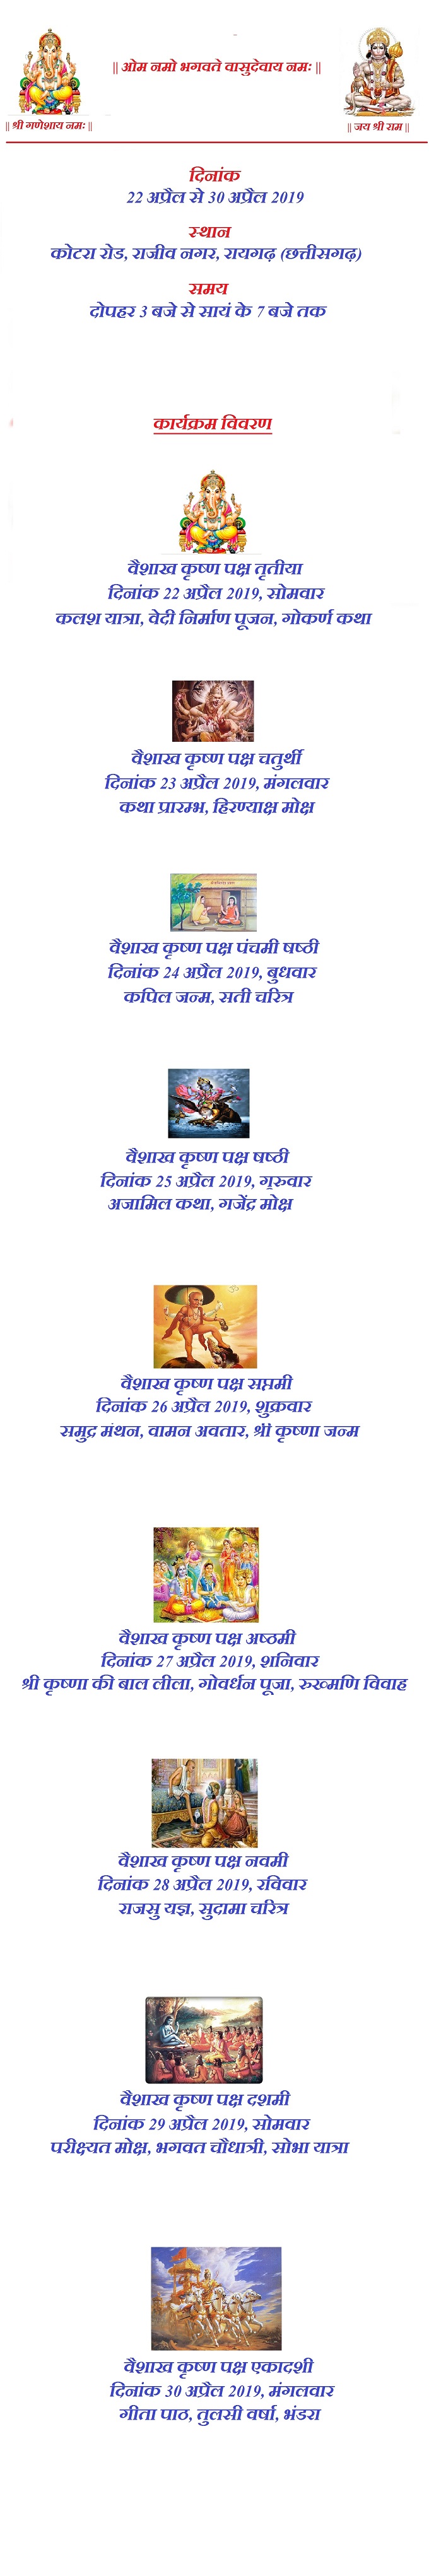 || ओम नमो भगवते वासुदेवाय नमः ||
|| श्री गणेशाय नमः ||
|| जय श्री राम ||
दिनांक
22 अप्रैल से 30 अप्रैल 2019
स्थान
कोटरा रोड, राजीव नगर, रायगढ़ (छत्तीसगढ़)
समय
दोपहर 3 बजे से सायं के 7 बजे तक
कार्यक्रम विवरण
वैशाख कृष्ण पक्ष तृतीया
दिनांक 22 अप्रैल 2019, सोमवार
कलश यात्रा, वेदी निर्माण पूजन, गोकर्ण कथा
वैशाख कृष्ण पक्ष चतुर्थी
दिनांक 23 अप्रैल 2019, मंगलवार
कथा प्रारम्भ, हिरण्याक्ष मोक्ष
वैशाख कृष्ण पक्ष पंचमी षष्ठी
दिनांक 24 अप्रैल 2019, बुधवार
कपिल जन्म, सती चरित्र
वैशाख कृष्ण पक्ष षष्ठी
दिनांक 25 अप्रैल 2019, गुरुवार
अजामिल कथा, गजेंद्र मोक्ष
वैशाख कृष्ण पक्ष सप्तमी
दिनांक 26 अप्रैल 2019, शुक्रवार
समुद्र मंथन, वामन अवतार, श्री कृष्णा जन्म
वैशाख कृष्ण पक्ष अष्ठमी
दिनांक 27 अप्रैल 2019, शनिवार
श्री कृष्णा की बाल लीला, गोवर्धन पूजा, रुख्मणि विवाह
वैशाख कृष्ण पक्ष नवमी
दिनांक 28 अप्रैल 2019, रविवार
राजसु यज्ञ, सुदामा चरित्र
वैशाख कृष्ण पक्ष दशमी
दिनांक 29 अप्रैल 2019, सोमवार
परीक्ष्यत मोक्ष, भगवत चौधात्री, सोभा यात्रा
वैशाख कृष्ण पक्ष एकादशी
दिनांक 30 अप्रैल 2019, मंगलवार
गीता पाठ, तुलसी वर्षा, भंडरा